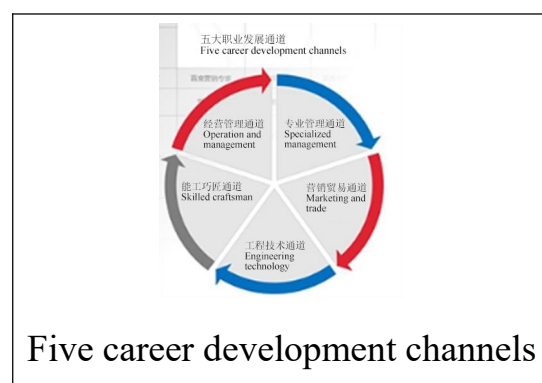 五大职业发展通道
Five career development channels
经营管理通道
Operation and
management
专业管理通道
Specialized
management
能工巧匠通道
Skilled craftsman
营销贸易通道
Marketing and
trade
工程技术通道
Engineering
technology
Five career development channels